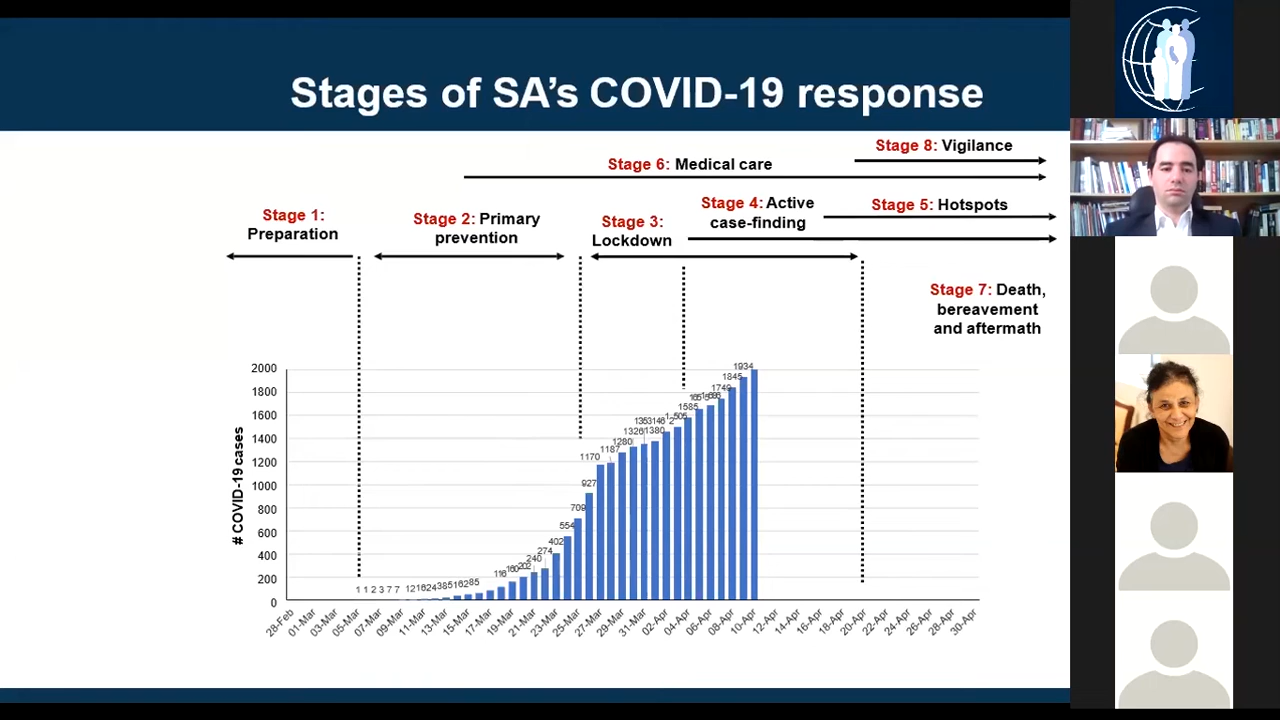 Stages of SA's COVID-19 response
Stage 8: Vigilance
Stage 6: Medical care
Stage 4: Active
case-finding
Stage 5: Hotspots
Stage 1:
Preparation
Stage 2: Primary
prevention
Stage 3:
Lockdown
Stage 7: Death,
bereavement
and aftermath
# COVID-19 cases
2000
1800
1600
1400
1200
1000
800
600
400
200
0
1 1 2 3 7 7
116
240
274
402
554
709
927
1170
1187
1280
1326
1380
1585
1749
1845
1934
28-Feb
01-Mar
03-Mar
05-Mar
07-Mar
09-Mar
11-Mar
13-Mar
15-Mar
17-Mar
19-Mar
21-Mar
23-Mar
25-Mar
27-Mar
29-Mar
31-Mar
02-Apr
04-Apr
06-Apr
08-Apr
10-Apr
12-Apr
14-Apr
16-Apr
18-Apr
20-Apr
22-Apr
24-Apr
26-Apr
28-Apr
30-Apr